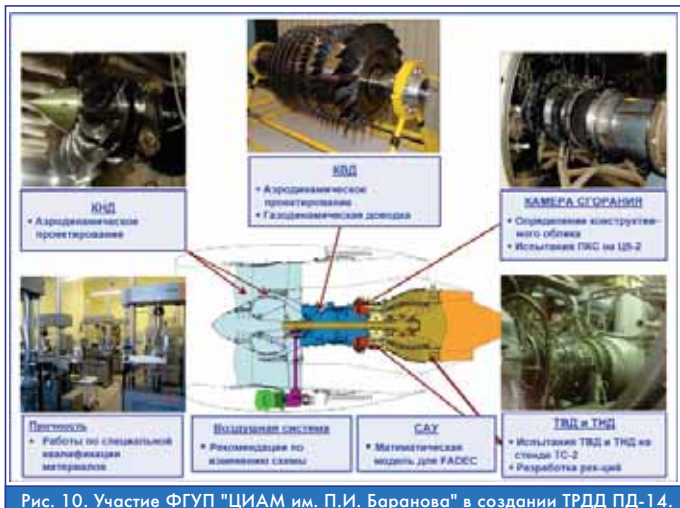 КВД
• Аэродинамическое
проектирование
• Газодинамическая доводка
КНД
• Аэродинамическое
проектирование
КАМЕРА СГОРАНИЯ
• Определение конструктив-
ного облика
• Испытания ПКС на Ц5-2
Прочность
• Работы по специальной
квалификации
материалов
Воздушная система
• Рекомендации по
изменению схемы
САУ
• Математическая
модель для FADEC
ТВД и ТНД
• Испытания ТВД и ТНД на
стенде ТС-2
• Разработка рек-ций
Рис. 10. Участие ФГУП "ЦИАМ им. П.И. Баранова" в создании ТРДД ПД-14.